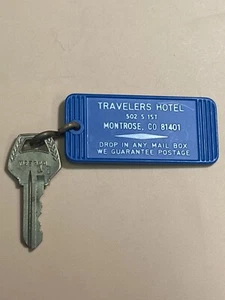 TRAVELERS HOTEL
502 S 1ST
MONTROSE, CO 81401
DROP IN ANY MAIL BOX
WE GUARANTEE POSTAGE